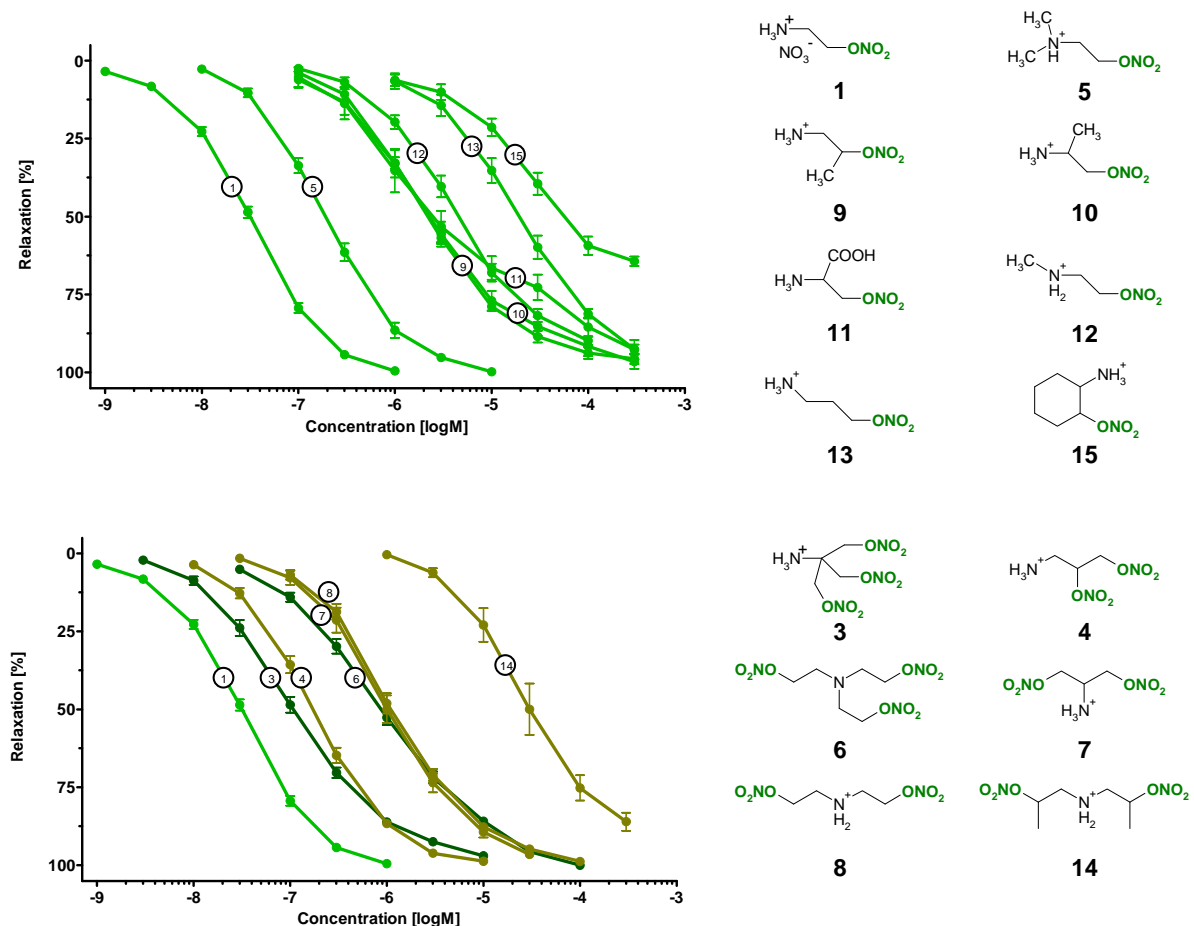 0
25
50
75
100
Relaxation [%]
-9 -8 -7 -6 -5 -4 -3
Concentration [logM]
1
5
12
13
15
9
11
10
H3N+
NO3-
ONO2
1
H3C
H3C
NH+
ONO2
5
H3N+
ONO2
H3C
9
CH3
H3N+
ONO2
10
COOH
H3N+
ONO2
11
H3C
NH2+
ONO2
12
H3N+
ONO2
13
NH3+
ONO2
15
0
25
50
75
100
Relaxation [%]
-9 -8 -7 -6 -5 -4 -3
Concentration [logM]
8
7
1
3
4
6
14
H3N+
ONO2
ONO2
ONO2
3
H3N+
ONO2
ONO2
4
O2NO
ONO2
N
ONO2
6
O2NO
ONO2
H3N+
7
O2NO
ONO2
NH2+
8
O2NO
ONO2
NH2+
14